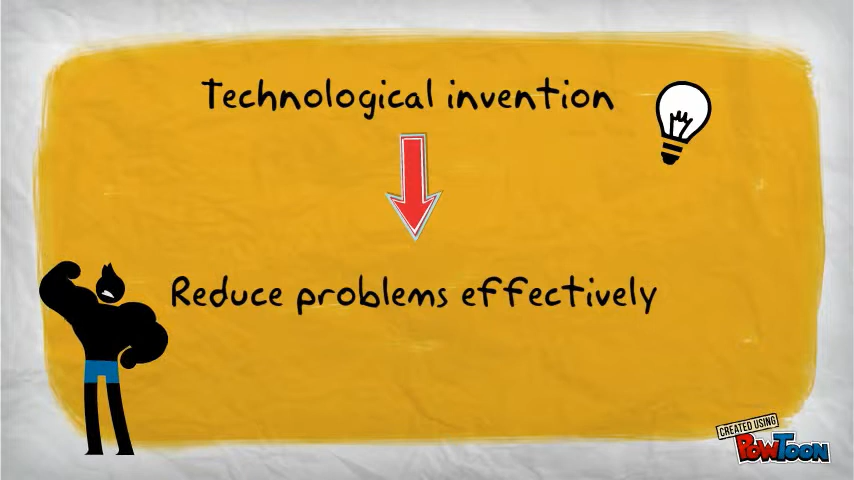 Technological invention
Reduce problems effectively
CREATED USING
POWTOON